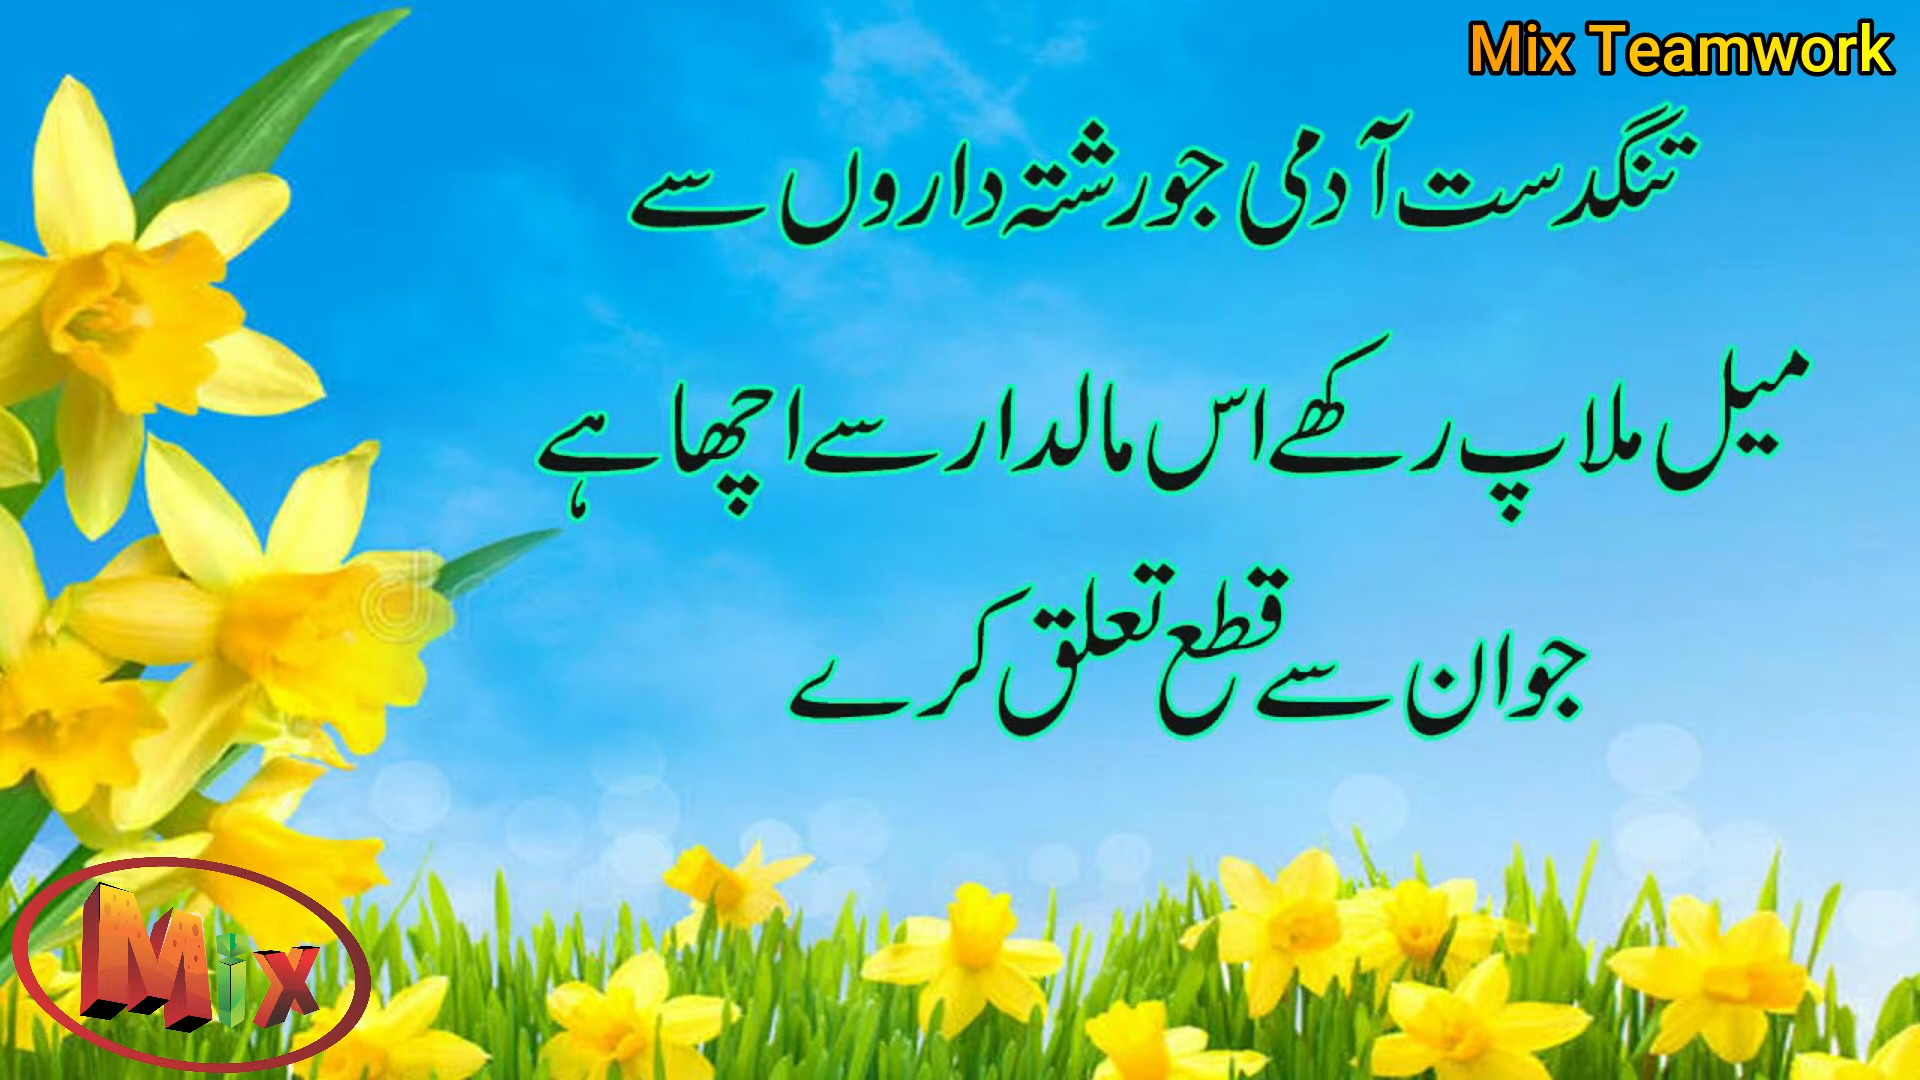 Mix Teamwork
تنگدست آدمی جو رشتہ داروں سے
میل ملاپ رکھے اس مالدار سے اچھا ہے
جو ان سے قطع تعلق کرے
Mix